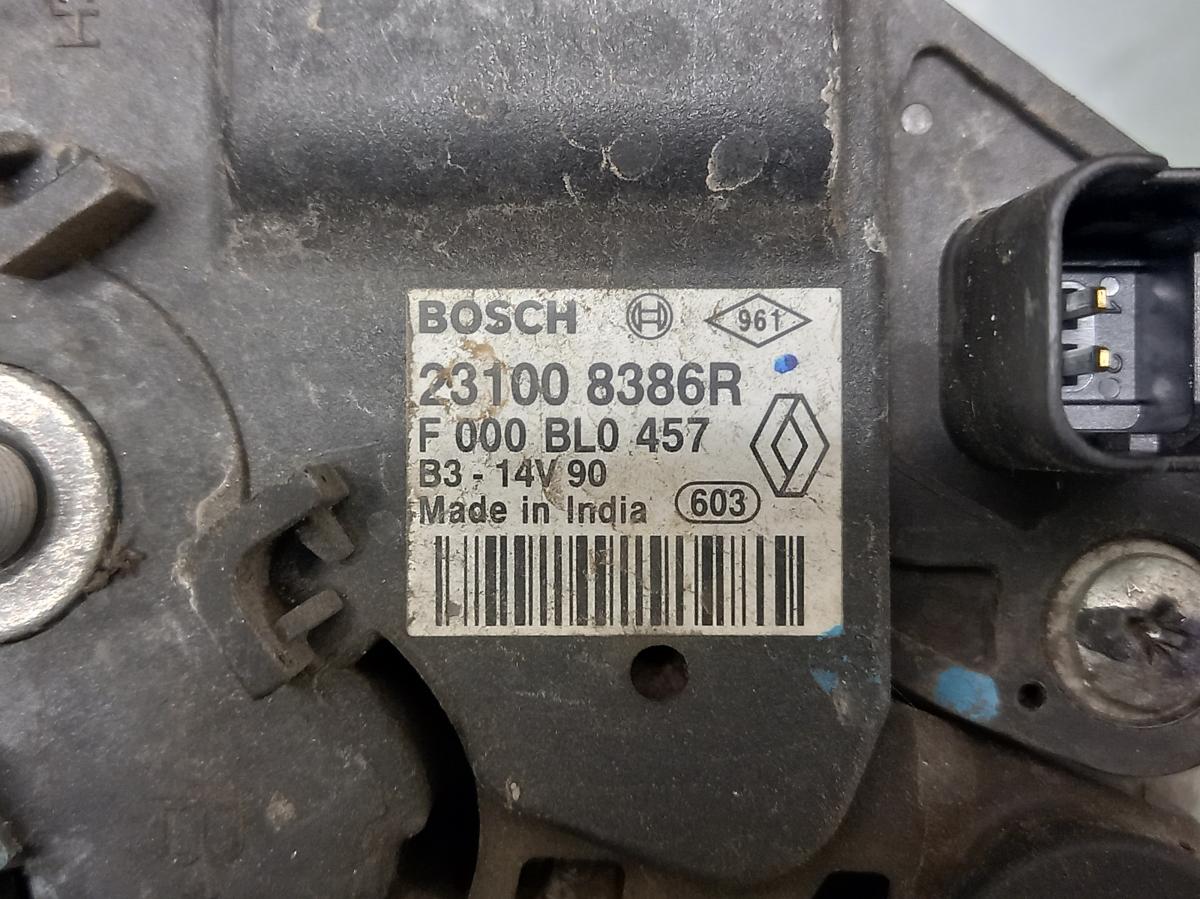 BOSCH 961
23100 8386R
F 000 BL0 457
B3 - 14V 90
Made in India 603